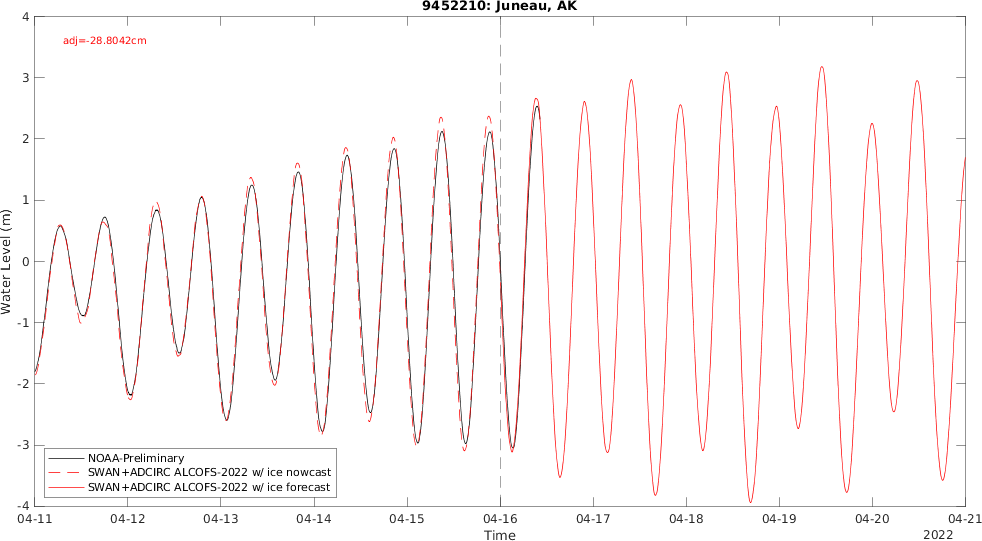 9452210: Juneau, AK
adj=-28.8042cm
4
3
2
1
0
-1
-2
-3
-4
Water Level (m)
NOAA-Preliminary
SWAN+ADCIRC ALCOFS-2022 w/ ice nowcast
SWAN+ADCIRC ALCOFS-2022 w/ ice forecast
04-11 04-12 04-13 04-14 04-15 04-16 04-17 04-18 04-19 04-20 04-21
Time
2022